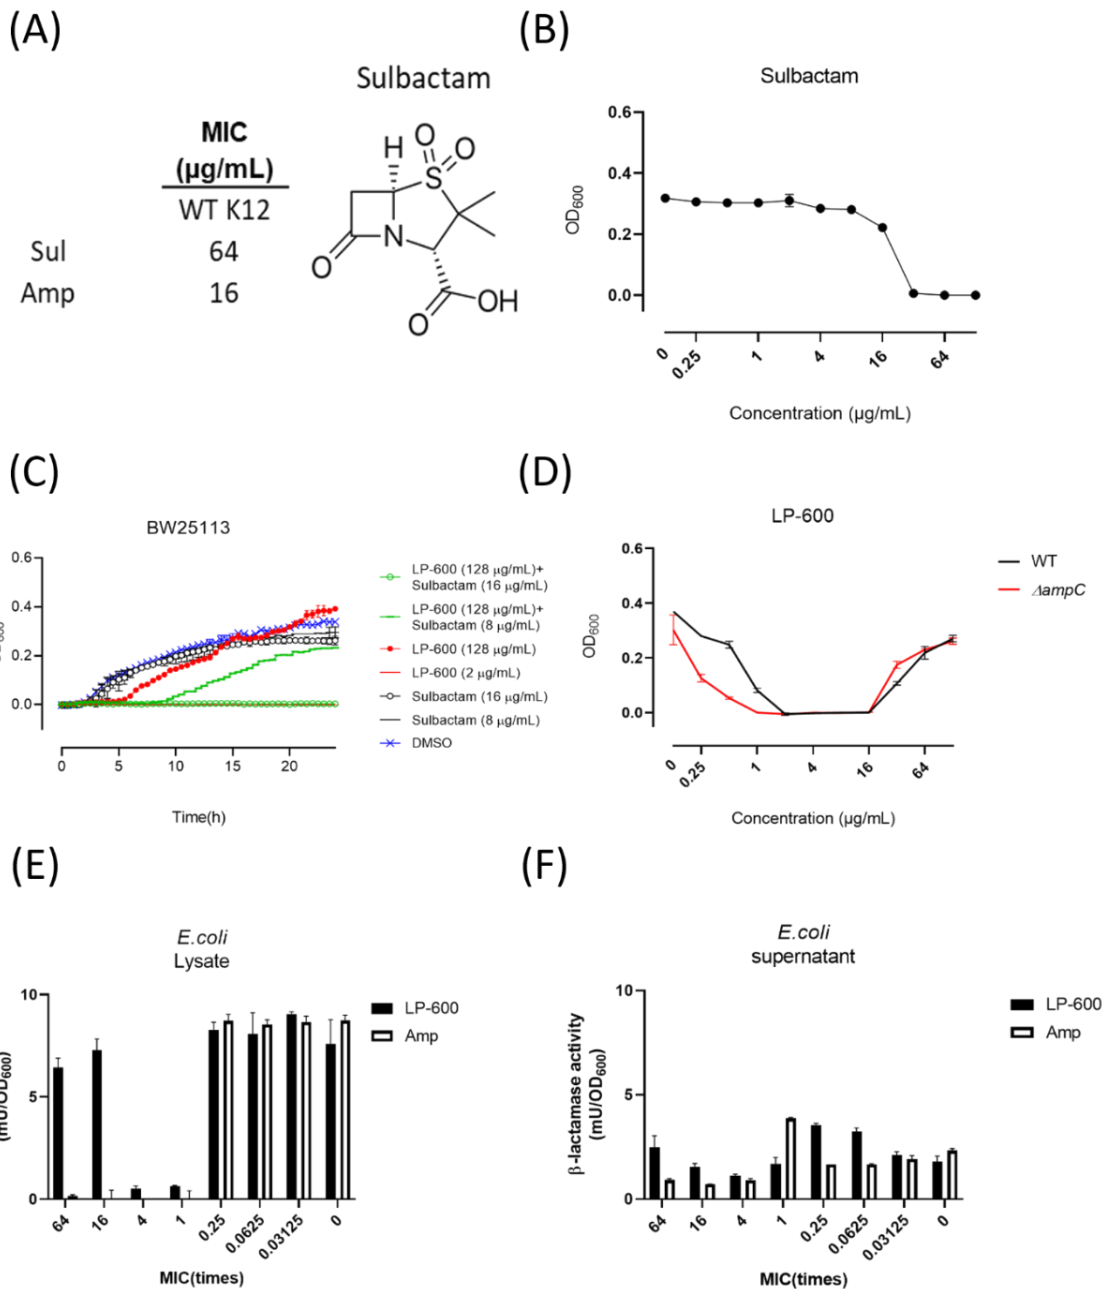 (A)
Sulbactam
MIC
(µg/mL)
WT K12
Sul 64
Amp 16
H O O
S
N
O
O OH
(B)
Sulbactam
0.6
0.4
0.2
0.0
OD600
0 0.25 1 4 16 64
Concentration (µg/mL)
(C)
BW25113
0.6
0.4
0.2
0.0
0 5 10 15 20
Time(h)
LP-600 (128 µg/mL)+
Sulbactam (16 µg/mL)
LP-600 (128 µg/mL)+
Sulbactam (8 µg/mL)
LP-600 (128 µg/mL)
LP-600 (2 µg/mL)
Sulbactam (16 µg/mL)
Sulbactam (8 µg/mL)
DMSO
(D)
LP-600
0.6
0.4
0.2
0.0
OD600
0 0.25 1 4 16 64
Concentration (µg/mL)
WT
ΔampC
(E)
E.coli
Lysate
10
5
0
(mU/OD600)
64 16 4 1 0.25 0.0625 0.03125 0
MIC(times)
LP-600
Amp
(F)
E.coli
supernatant
10
5
0
β-lactamase activity
(mU/OD600)
64 16 4 1 0.25 0.0625 0.03125 0
MIC(times)
LP-600
Amp